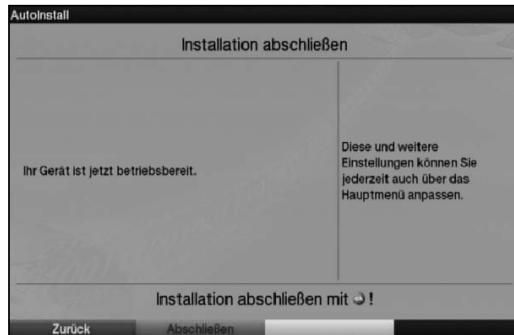 AutoInstall
Installation abschließen
Ihr Gerät ist jetzt betriebsbereit.
Diese und weitere
Einstellungen können Sie
jederzeit auch über das
Hauptmenü anpassen.
Installation abschließen mit !
Zurück
Abschließen